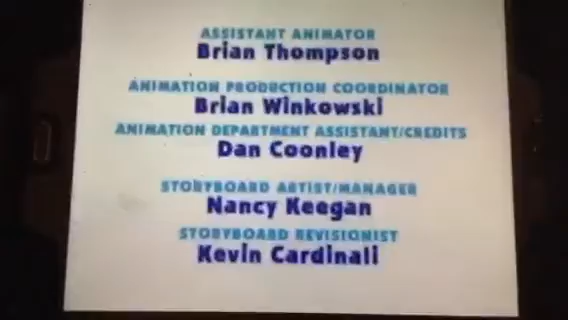 ASSISTANT ANIMATOR
Brian Thompson
ANIMATION PRODUCTION COORDINATOR
Brian Winkowski
ANIMATION DEPARTMENT ASSISTANT/CREDITS
Dan Coonley
STORYBOARD ARTIST/MANAGER
Nancy Keegan
STORYBOARD REVISIONIST
Kevin Cardinali